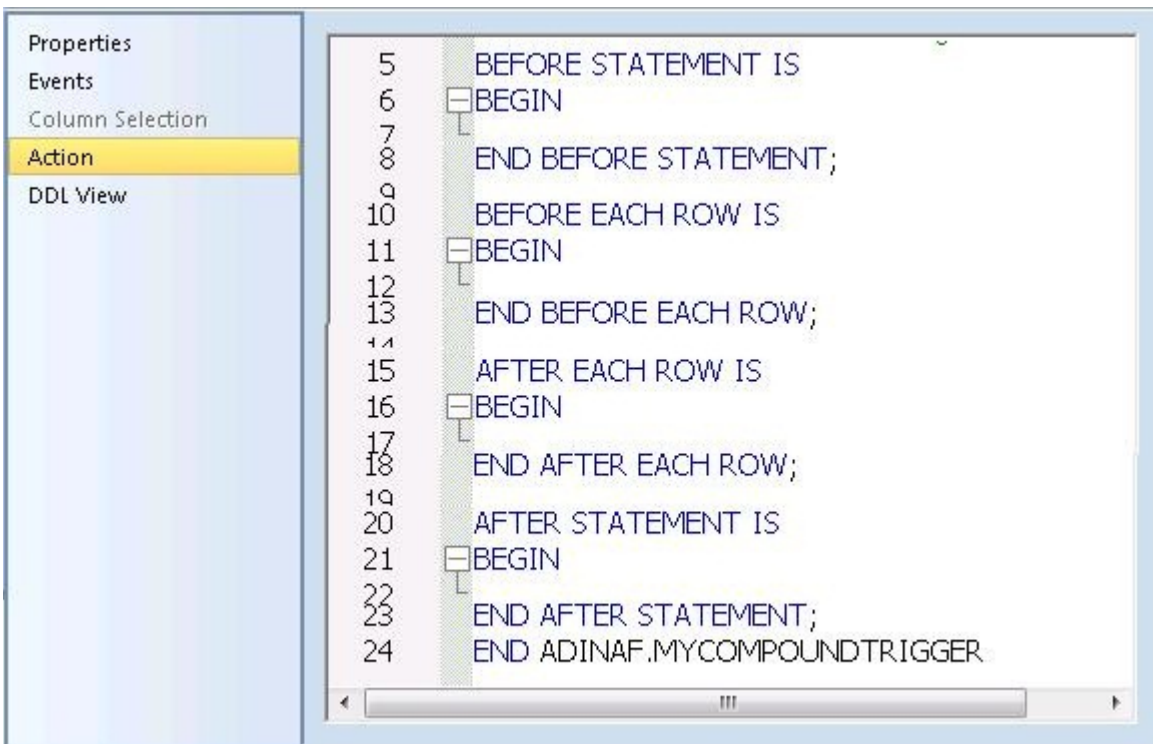 Properties
Events
Column Selection
Action
DDL View
5 BEFORE STATEMENT IS
6 BEGIN
7
8 END BEFORE STATEMENT;
9
10 BEFORE EACH ROW IS
11 BEGIN
12
13 END BEFORE EACH ROW;
14
15 AFTER EACH ROW IS
16 BEGIN
17
18 END AFTER EACH ROW;
19
20 AFTER STATEMENT IS
21 BEGIN
22
23 END AFTER STATEMENT;
24 END ADINAF.MYCOMPOUNDTRIGGER